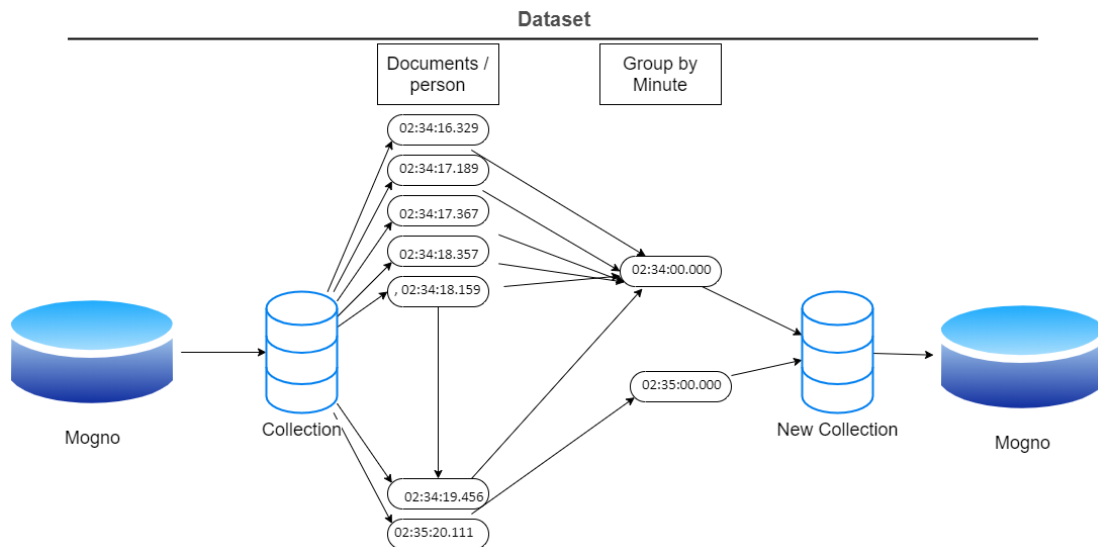 Dataset
Documents /
person
Group by
Minute
02:34:16.329
02:34:17.189
02:34:17.367
02:34:18.357
, 02:34:18.159
02:34:00.000
02:35:00.000
Mogno
Collection
New Collection
Mogno
02:34:19.456
02:35:20.111